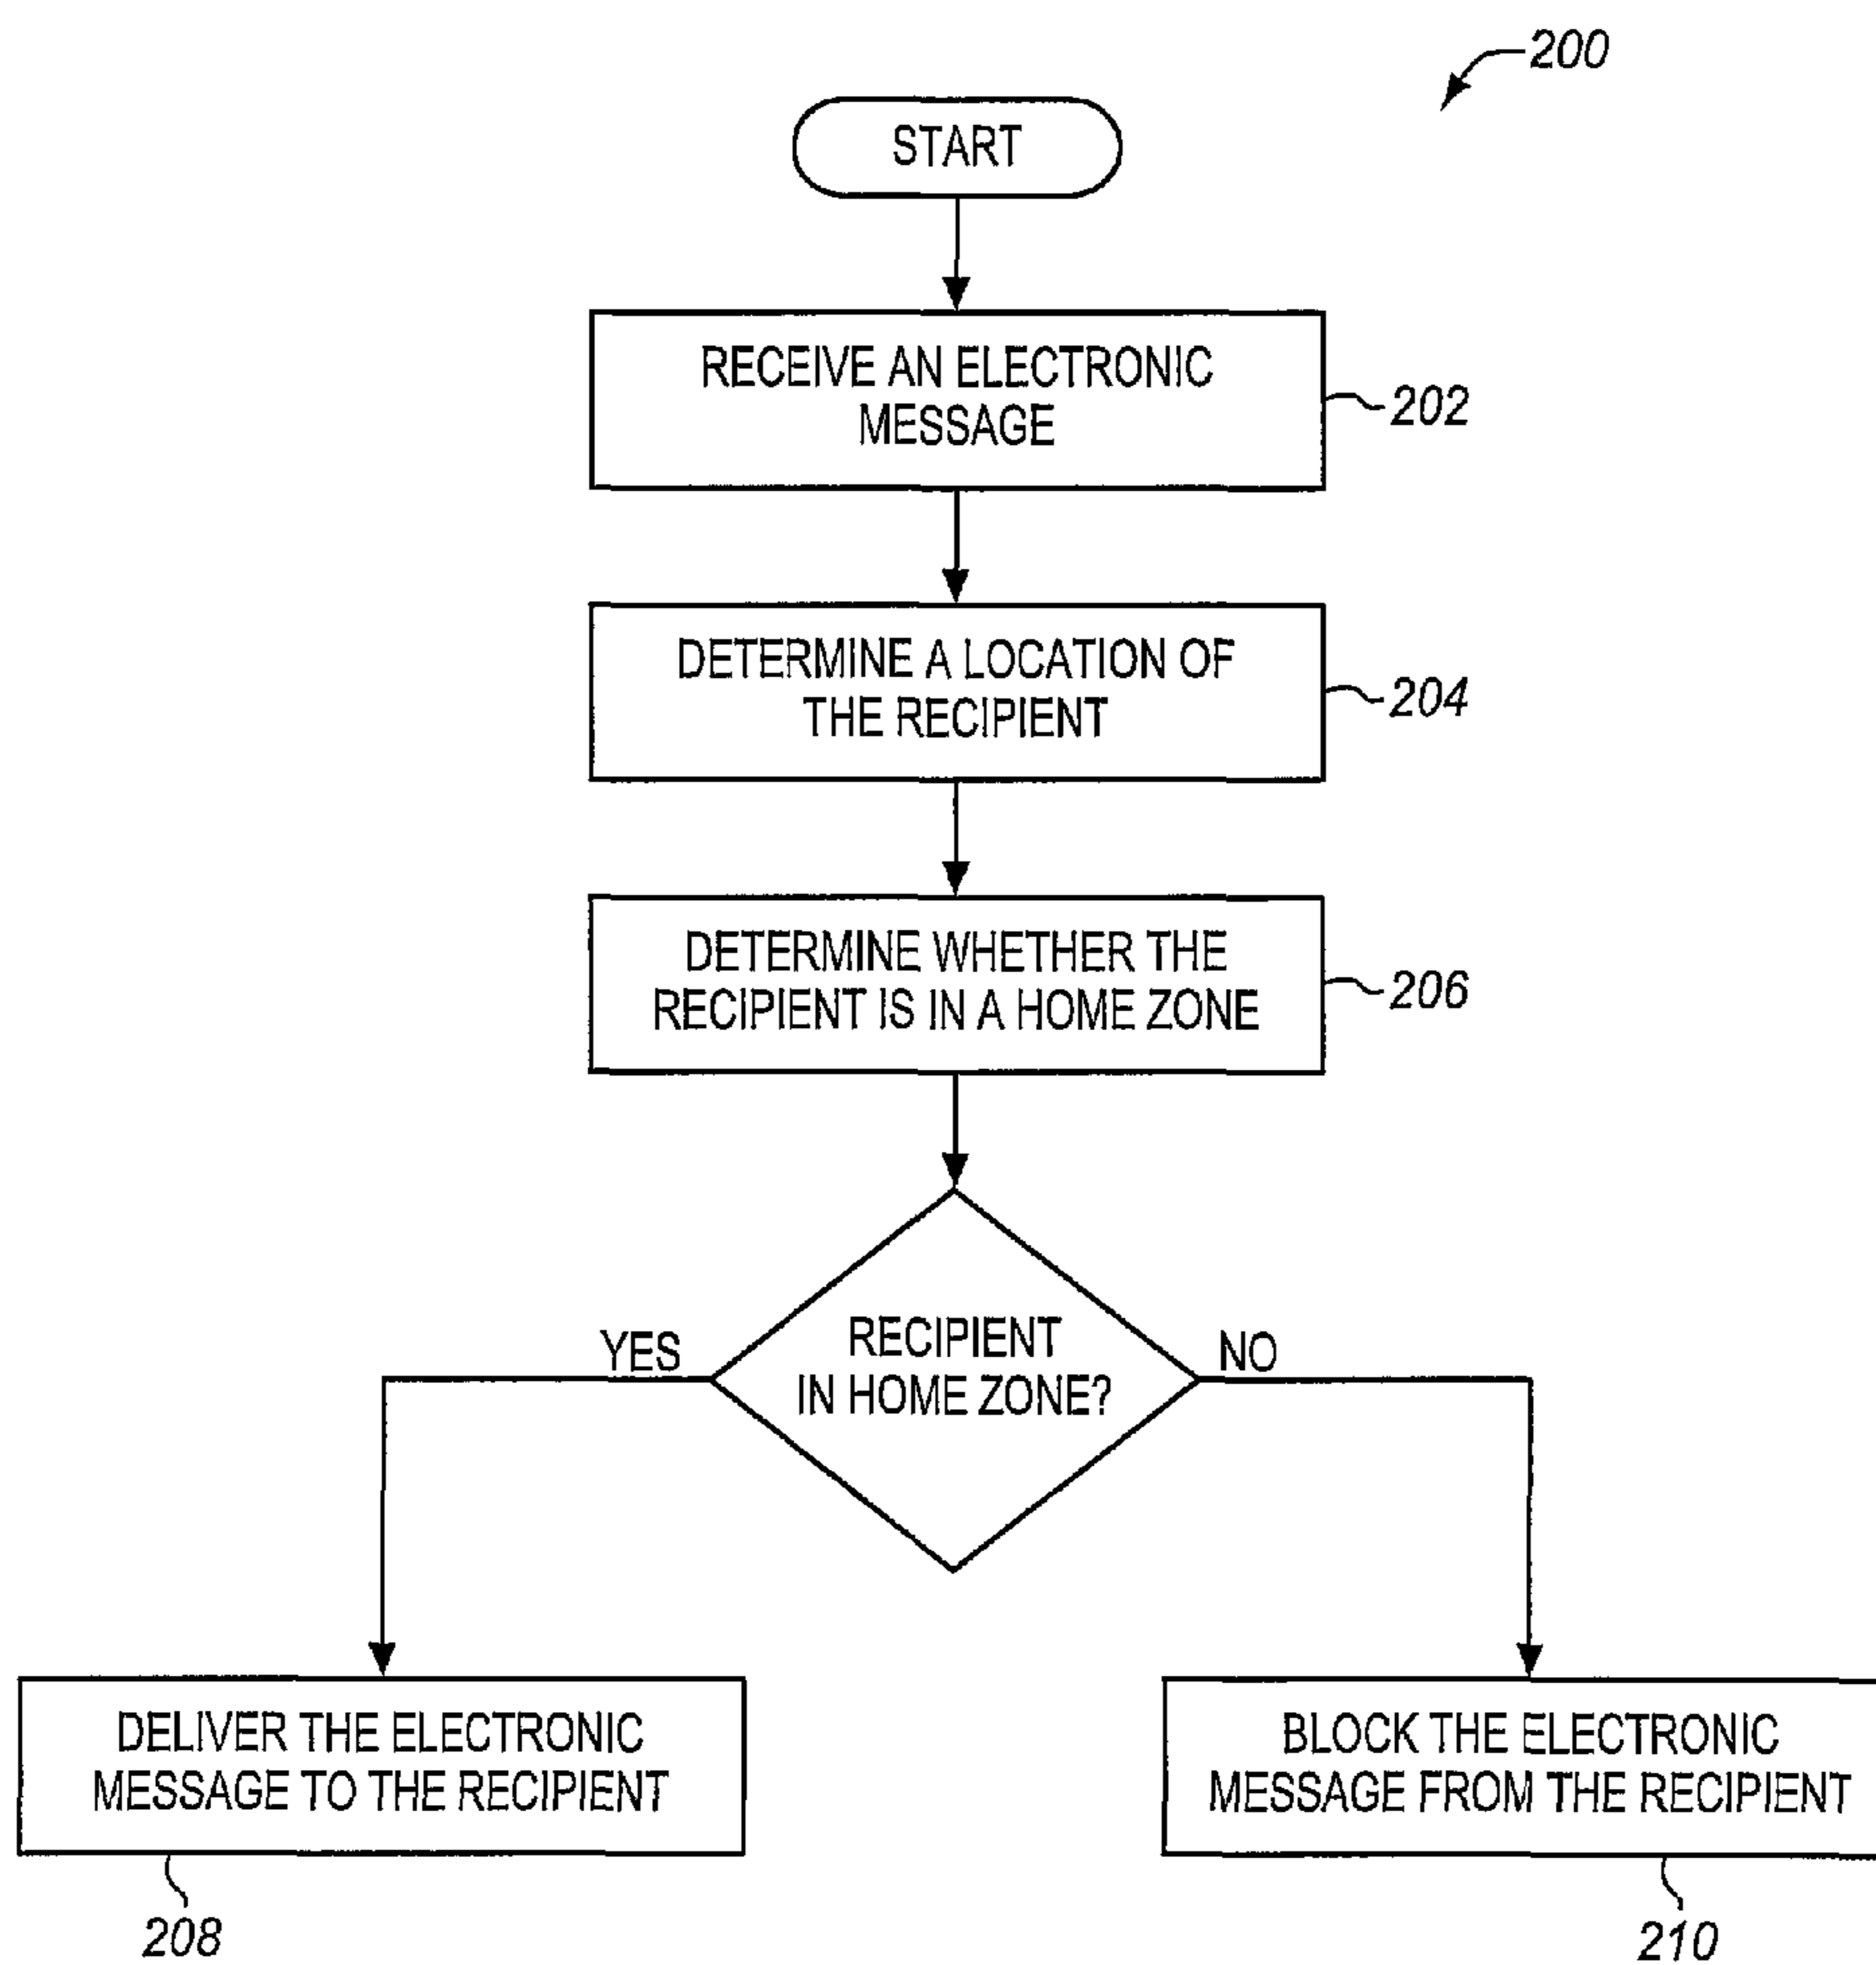 200
START
RECEIVE AN ELECTRONIC
MESSAGE
202
DETERMINE A LOCATION OF
THE RECIPIENT
204
DETERMINE WHETHER THE
RECIPIENT IS IN A HOME ZONE
206
RECIPIENT
IN HOME ZONE?
YES
NO
DELIVER THE ELECTRONIC
MESSAGE TO THE RECIPIENT
208
BLOCK THE ELECTRONIC
MESSAGE FROM THE RECIPIENT
210